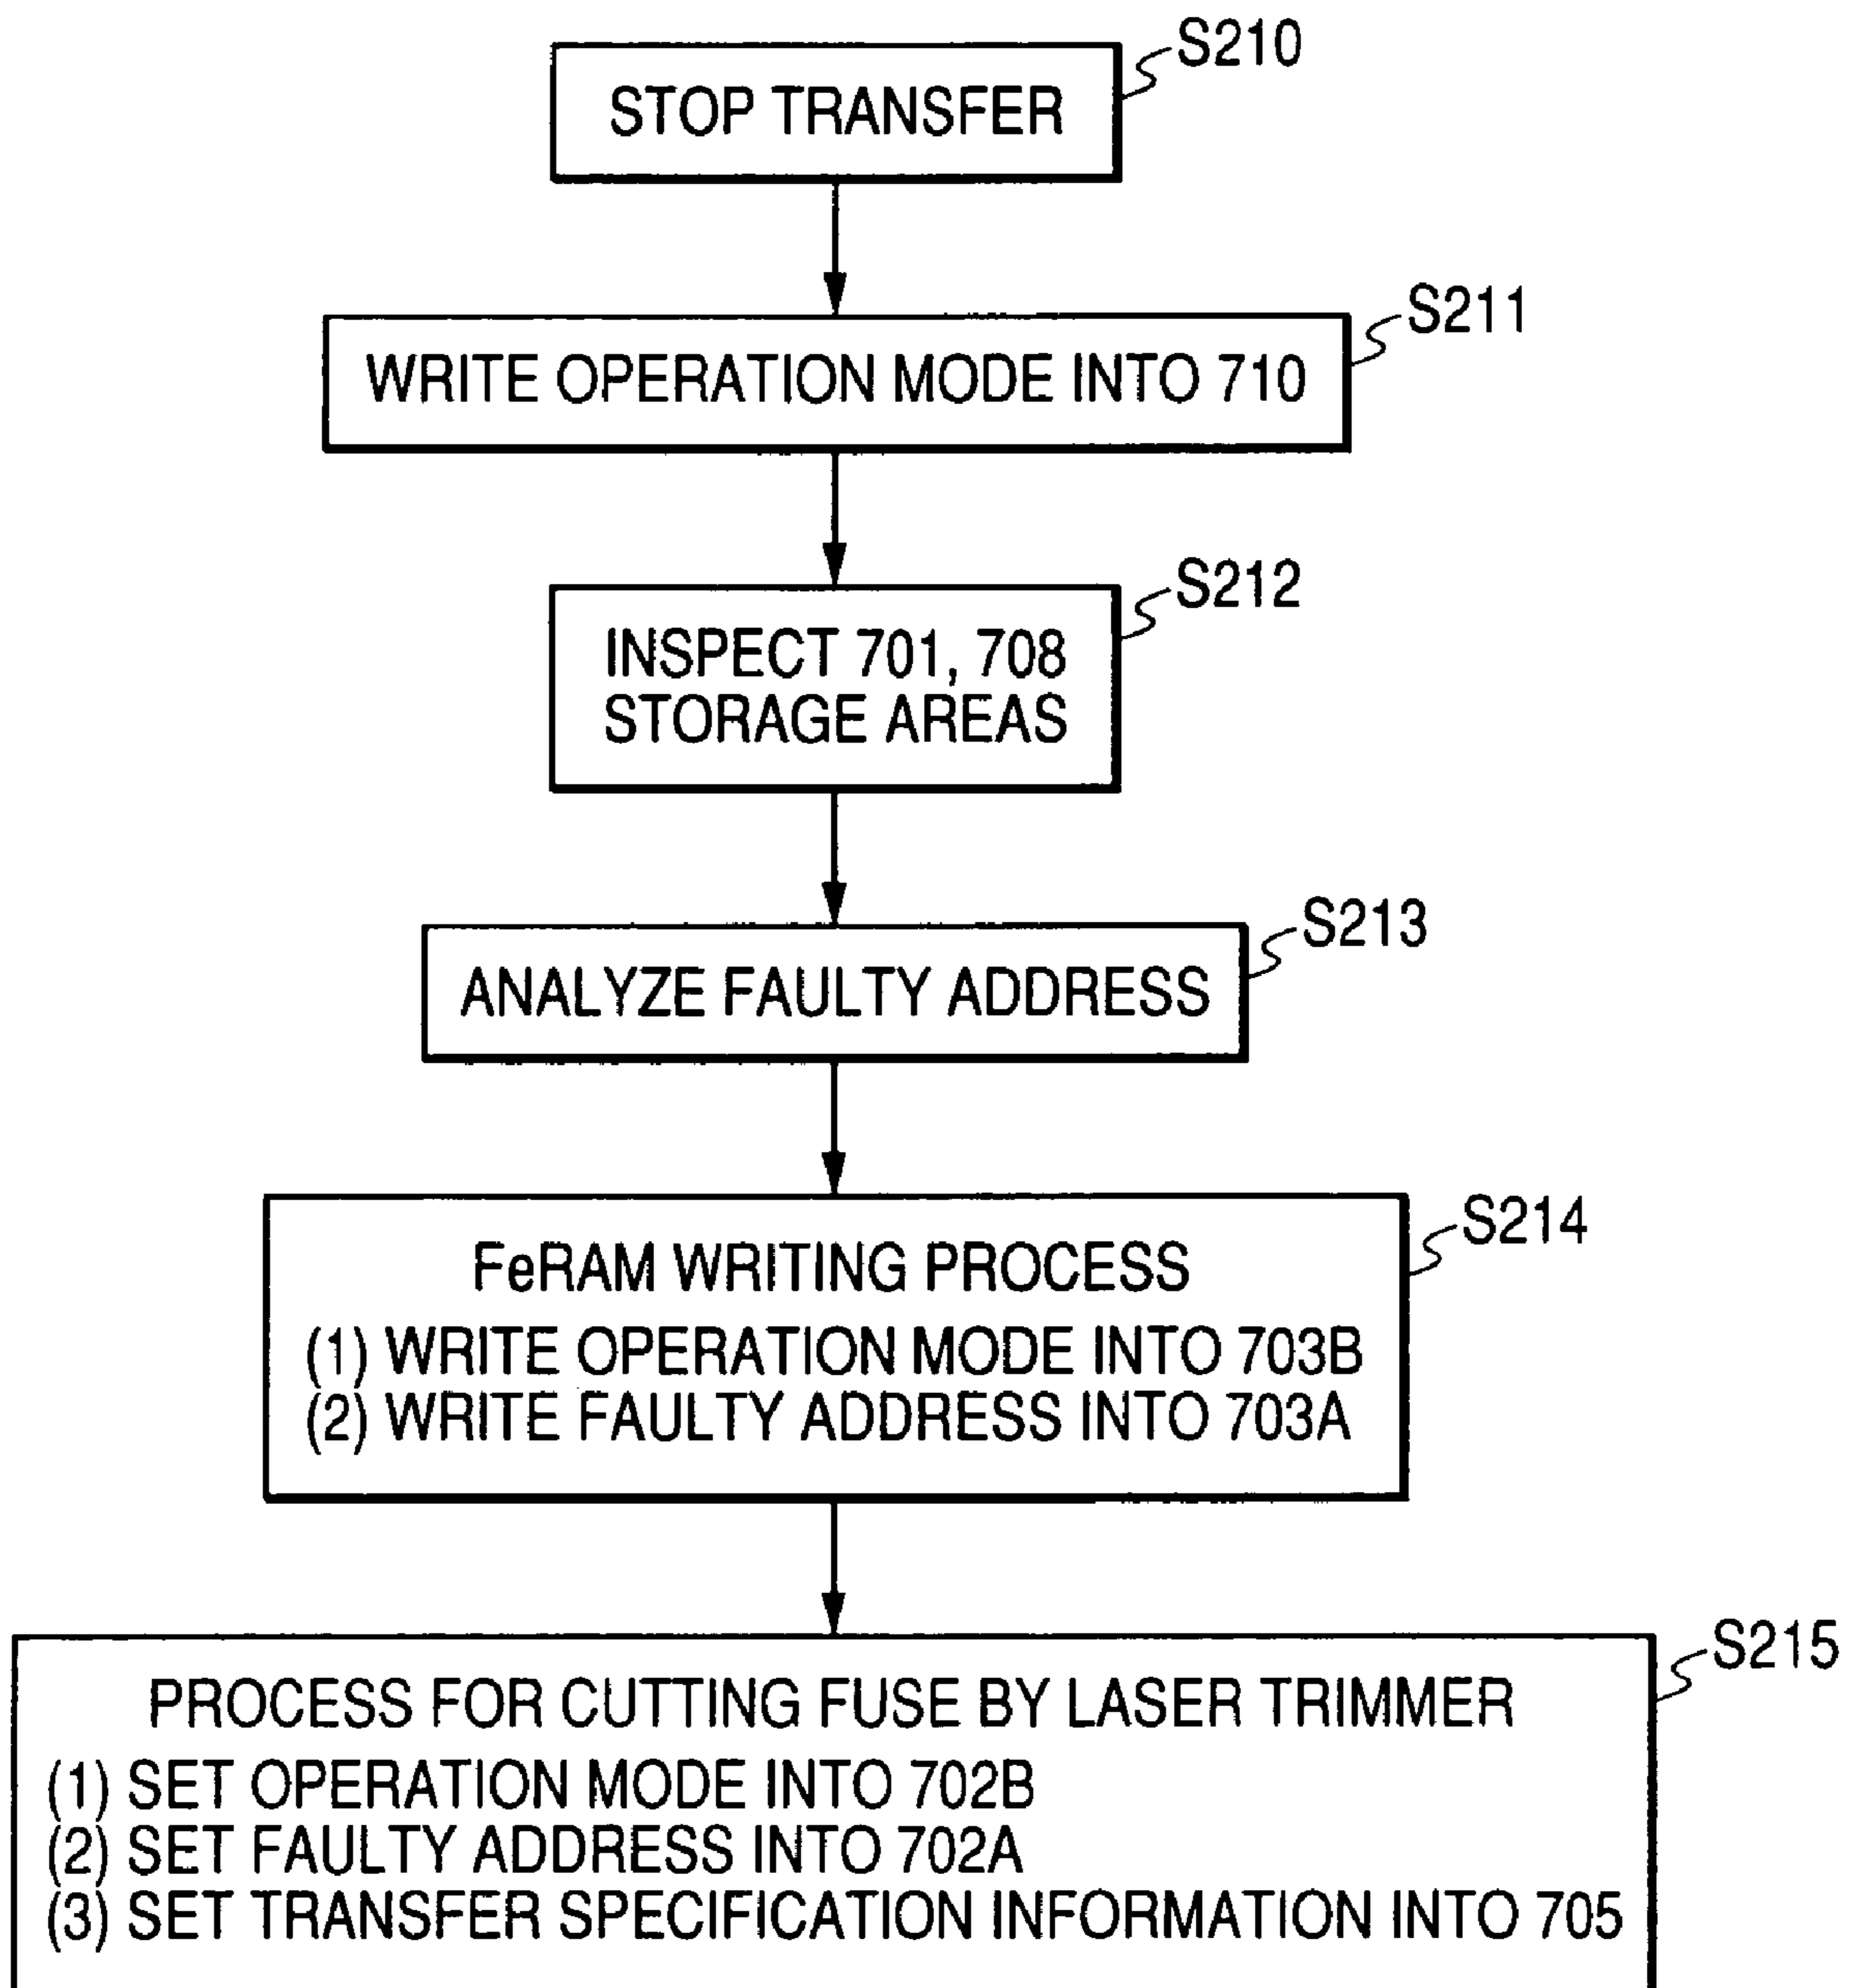 S210
STOP TRANSFER
S211
WRITE OPERATION MODE INTO 710
S212
INSPECT 701, 708
STORAGE AREAS
S213
ANALYZE FAULTY ADDRESS
S214
FeRAM WRITING PROCESS
(1) WRITE OPERATION MODE INTO 703B
(2) WRITE FAULTY ADDRESS INTO 703A
S215
PROCESS FOR CUTTING FUSE BY LASER TRIMMER
(1) SET OPERATION MODE INTO 702B
(2) SET FAULTY ADDRESS INTO 702A
(3) SET TRANSFER SPECIFICATION INFORMATION INTO 705